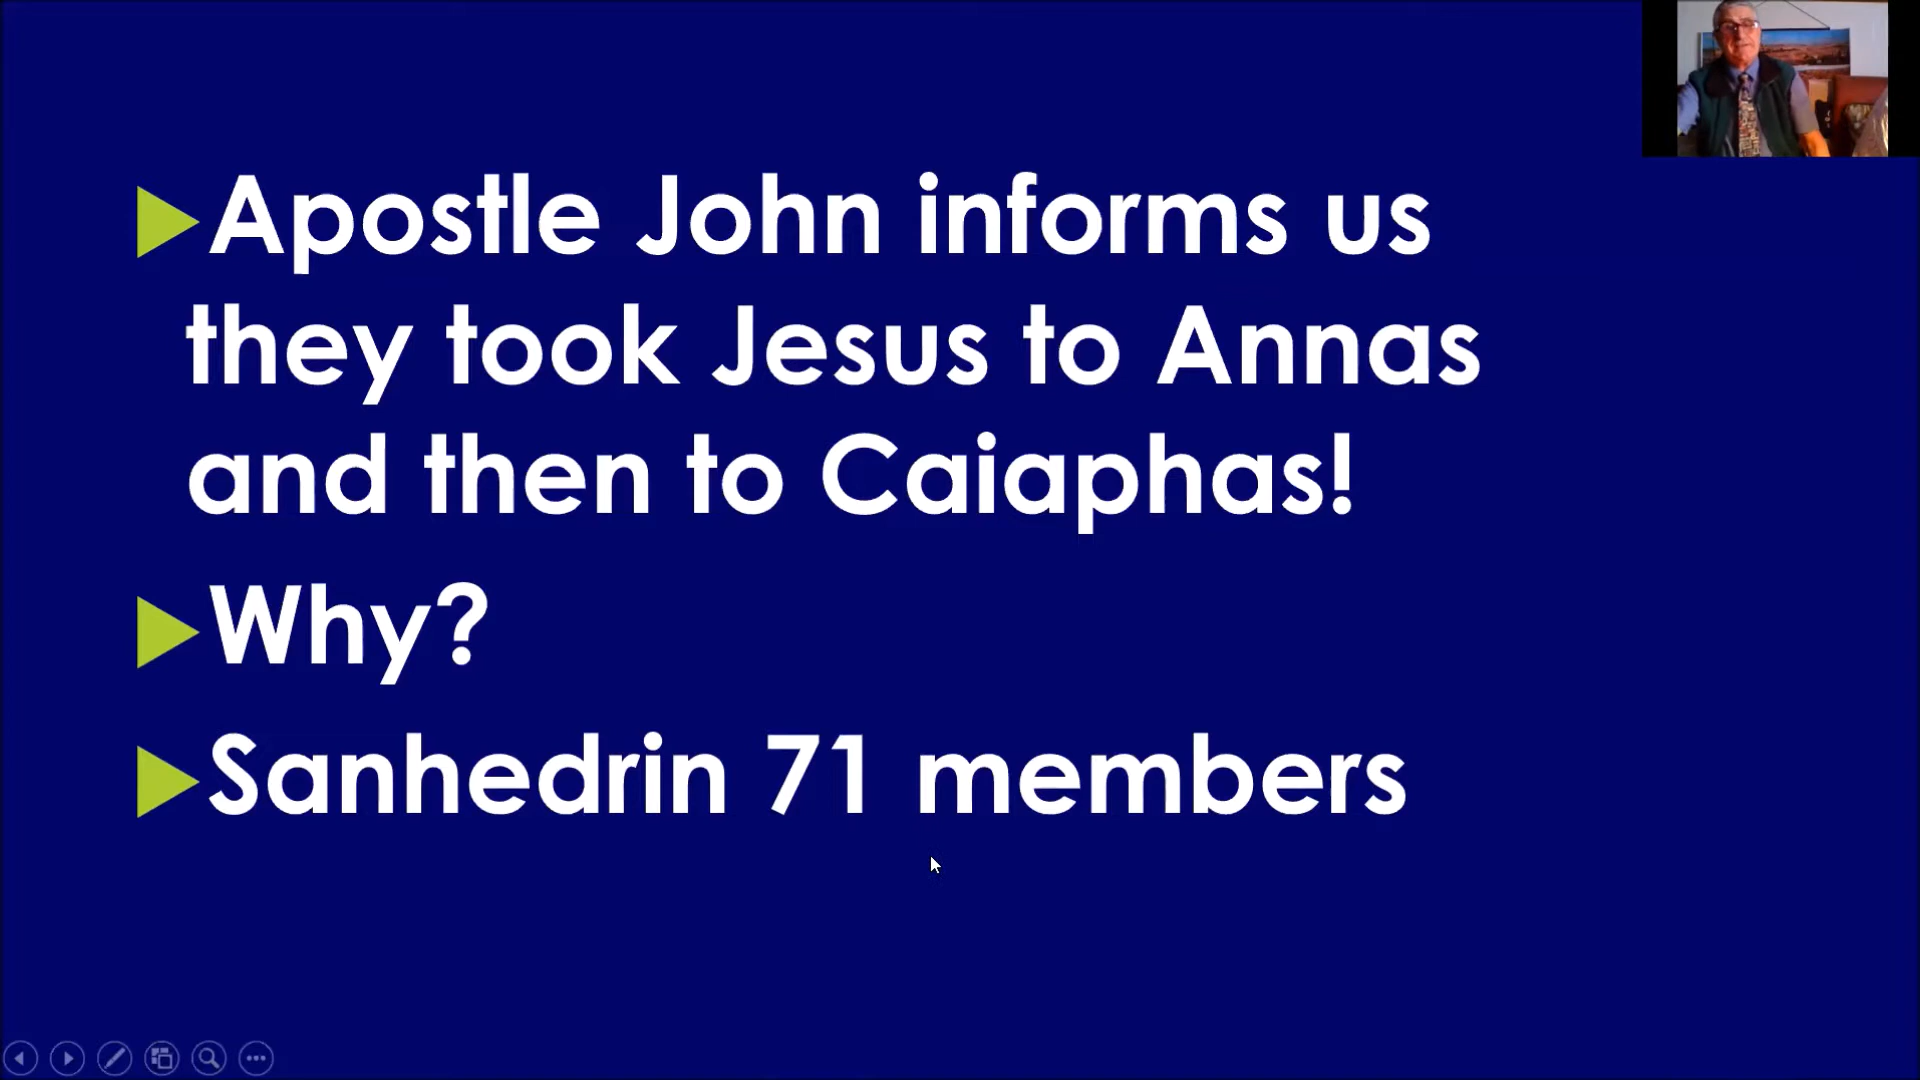 Apostle John informs us
they took Jesus to Annas
and then to Caiaphas!
Why?
Sanhedrin 71 members